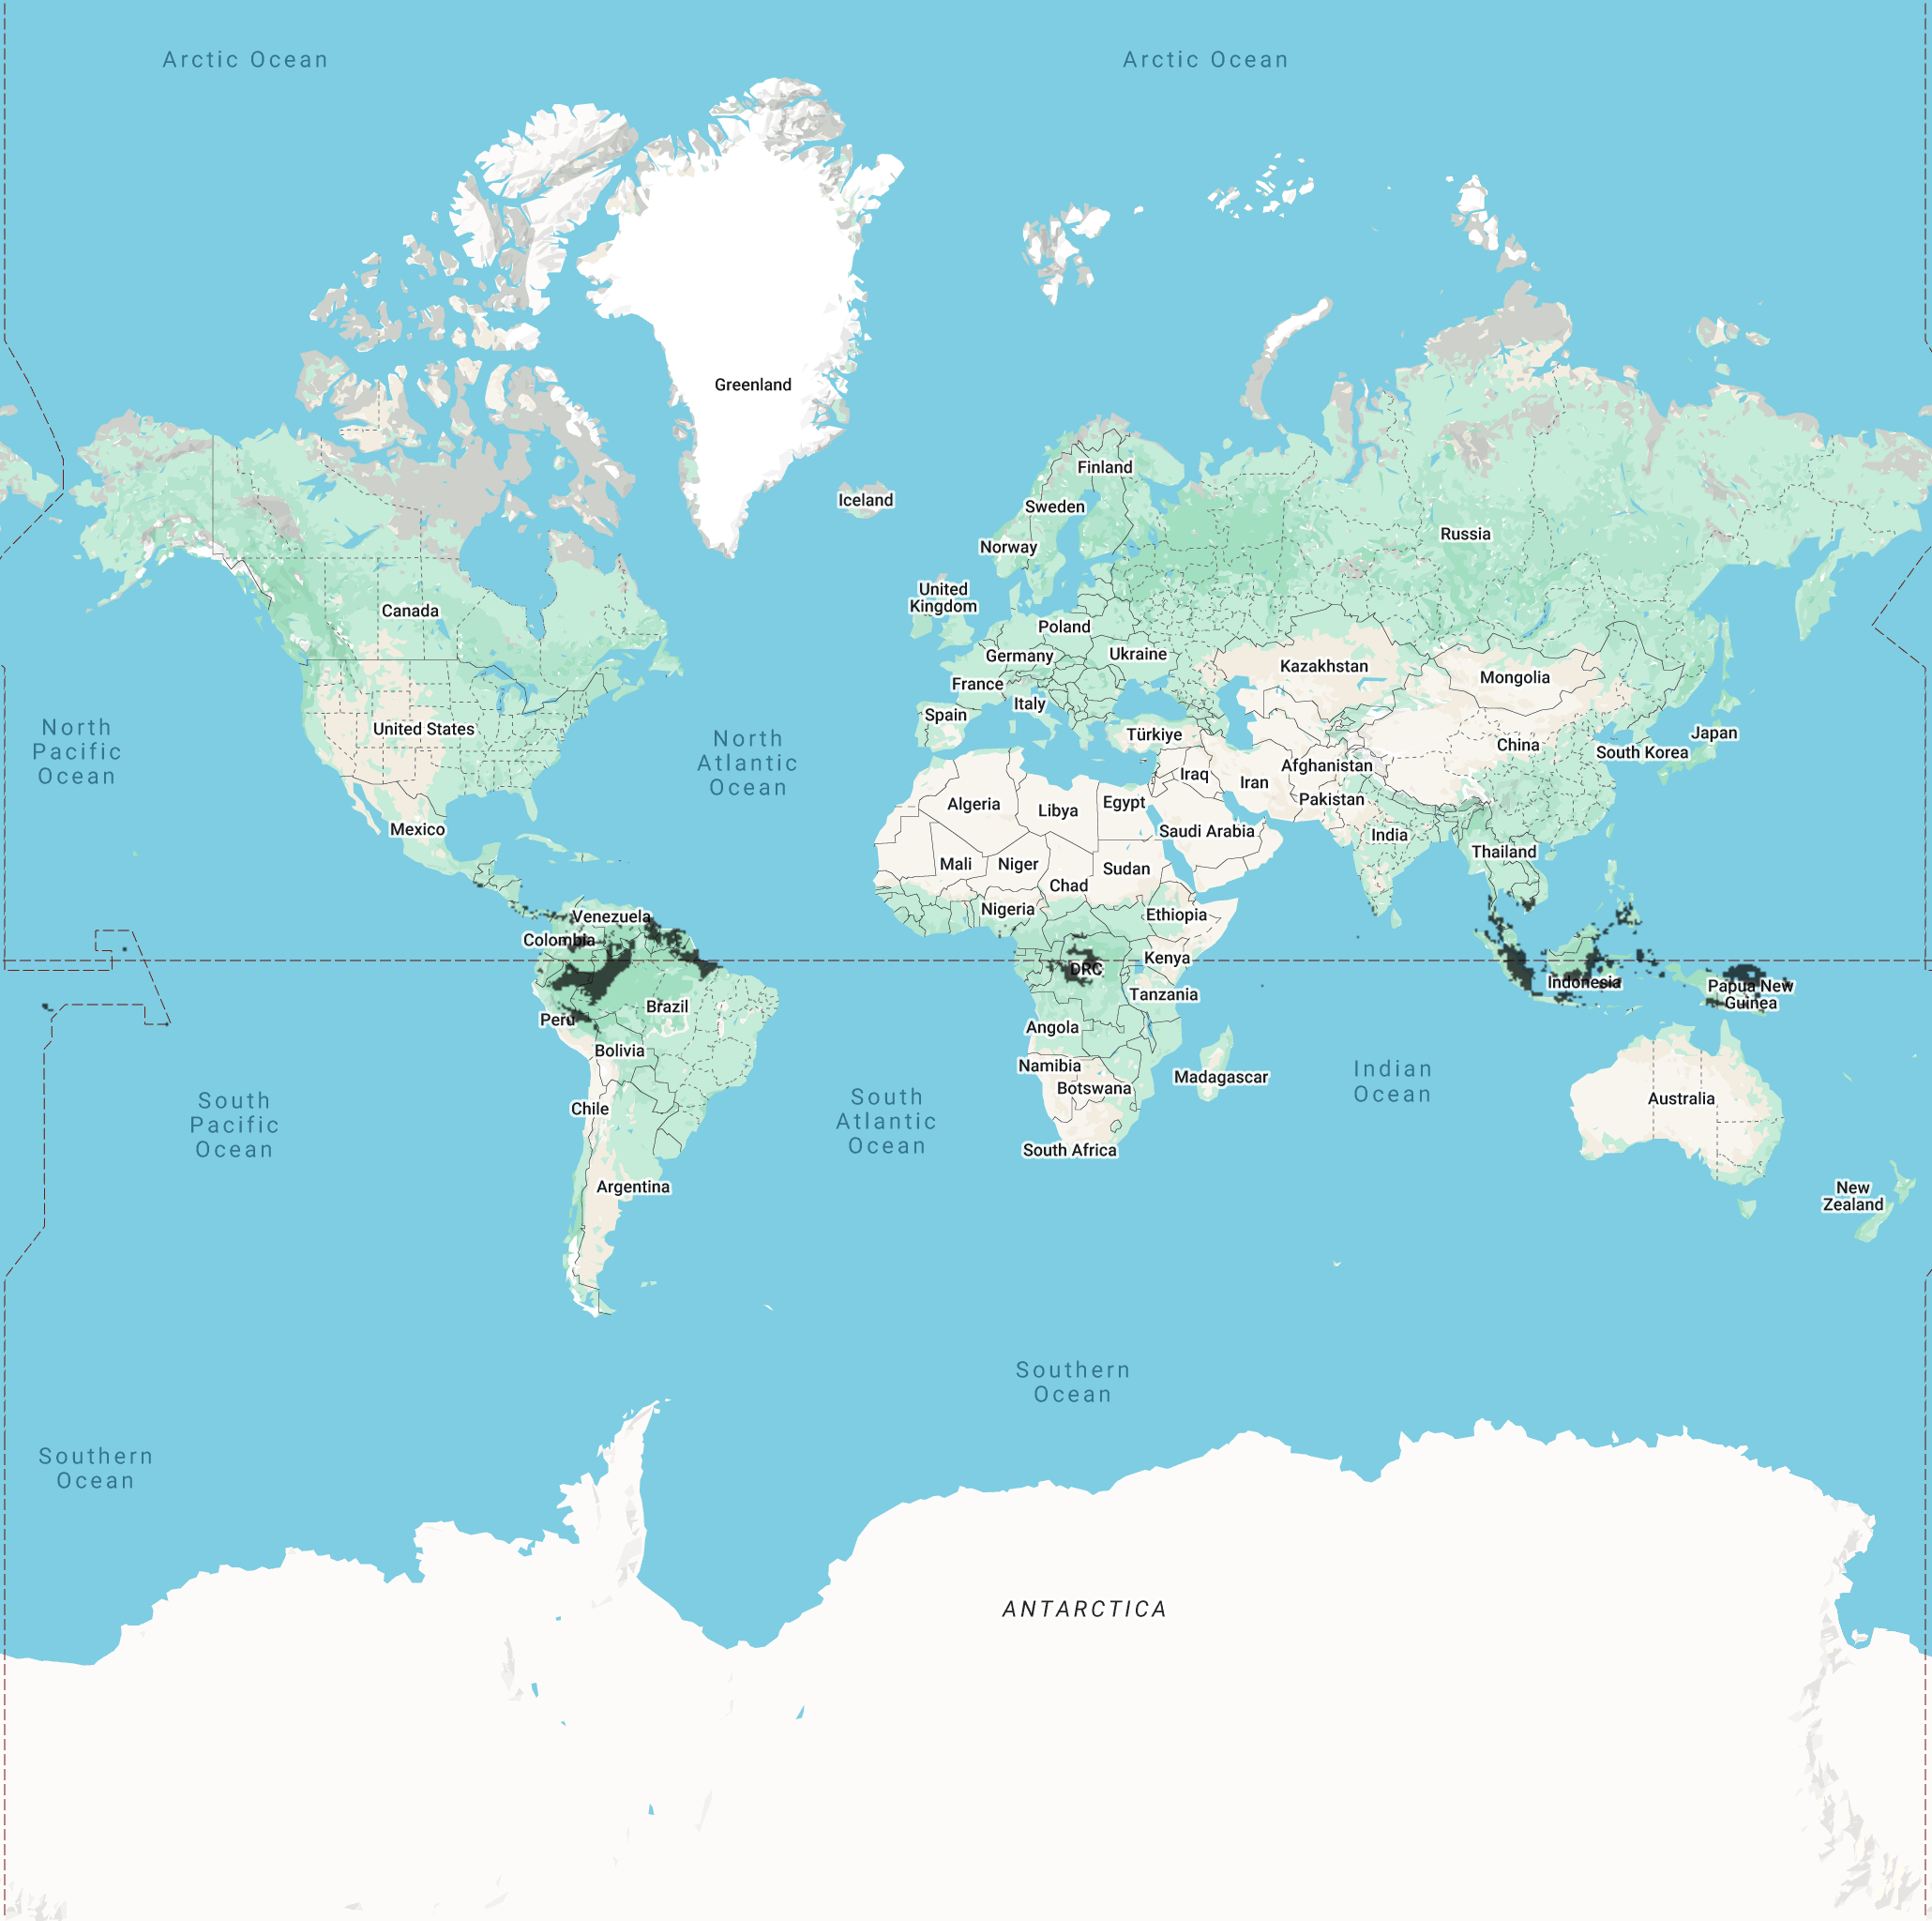 Arctic Ocean
Arctic Ocean
Greenland
Finland
Iceland
Sweden
Russia
Norway
United
Kingdom
Canada
Poland
Germany
Ukraine
Kazakhstan
Mongolia
France
Italy
Spain
North
Pacific
Ocean
United States
North
Atlantic
Ocean
Türkiye
Japan
China
South Korea
Afghanistan
Iraq
Iran
Algeria
Libya
Egypt
Pakistan
Mexico
Saudi Arabia
India
Thailand
Mali
Niger
Sudan
Chad
Nigeria
Ethiopia
Venezuela
Colombia
Kenya
DRC
Indonesia
Papua New
Guinea
Tanzania
Brazil
Peru
Angola
Bolivia
Namibia
Botswana
Madagascar
Indian
Ocean
Chile
South
Pacific
Ocean
South
Atlantic
Ocean
Australia
South Africa
Argentina
New
Zealand
Southern
Ocean
Southern
Ocean
ANTARCTICA